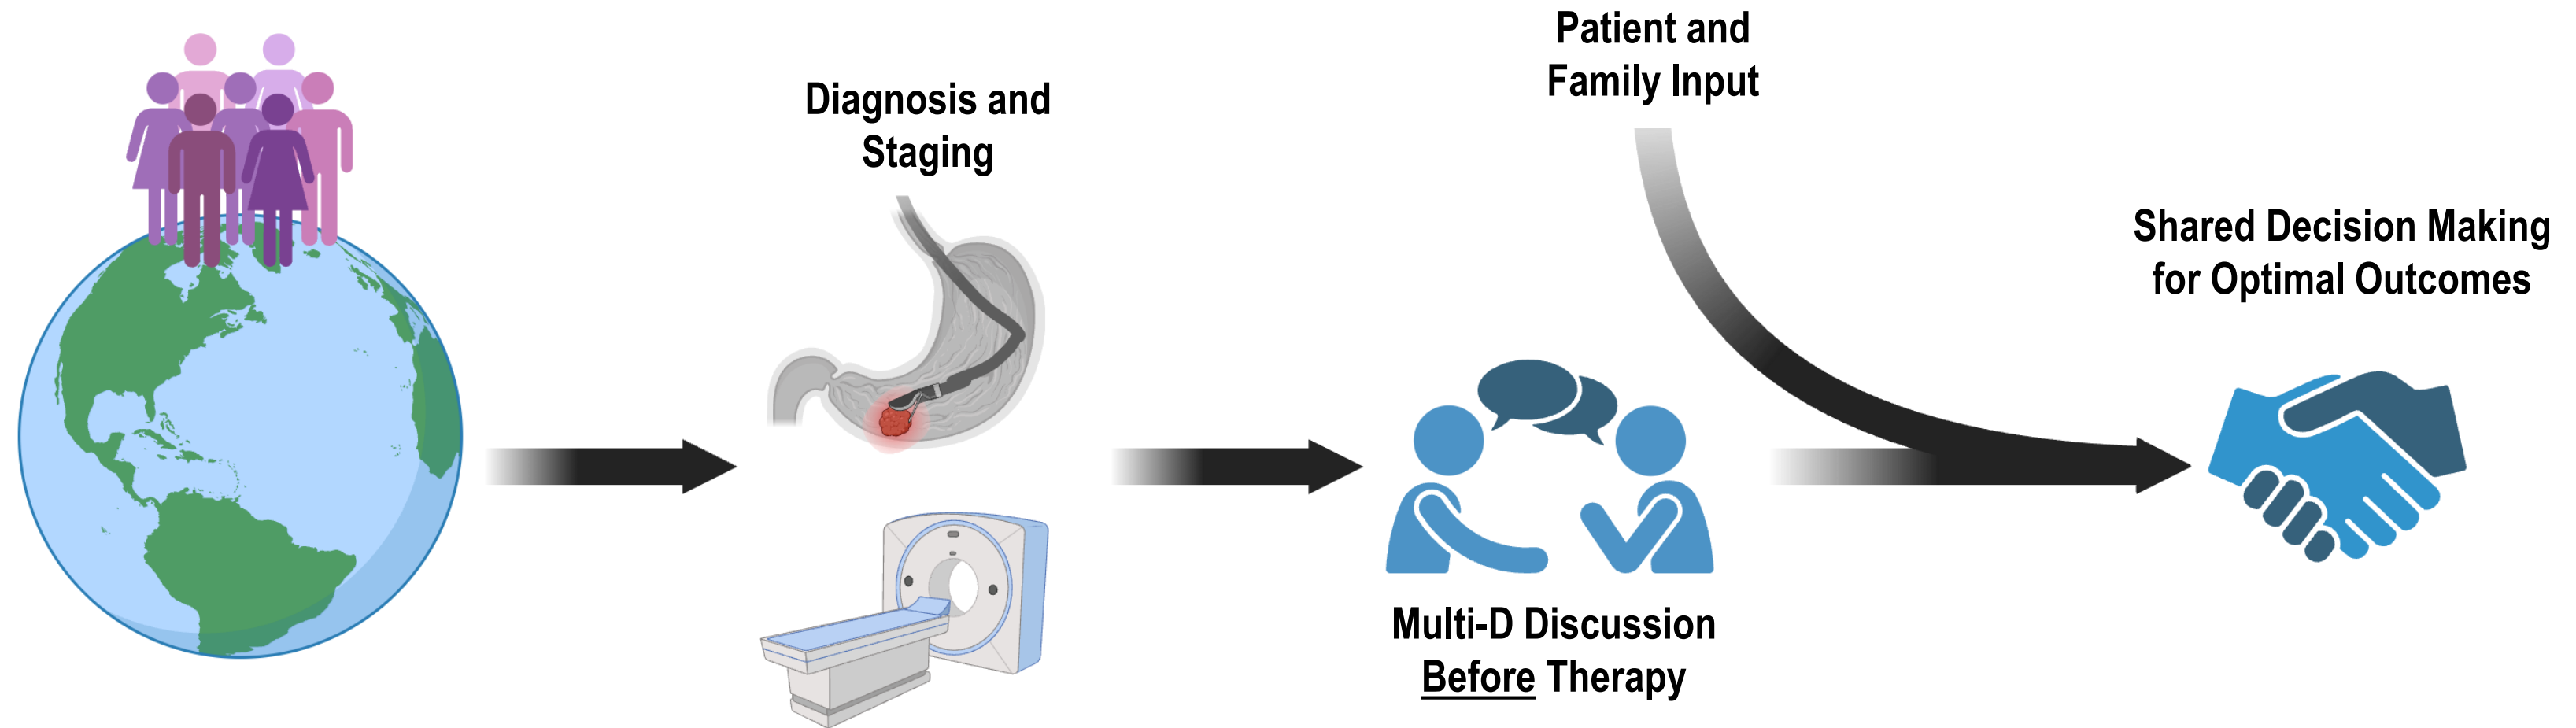 Diagnosis and
Staging
Multi-D Discussion
Before Therapy
Patient and
Family Input
Shared Decision Making
for Optimal Outcomes